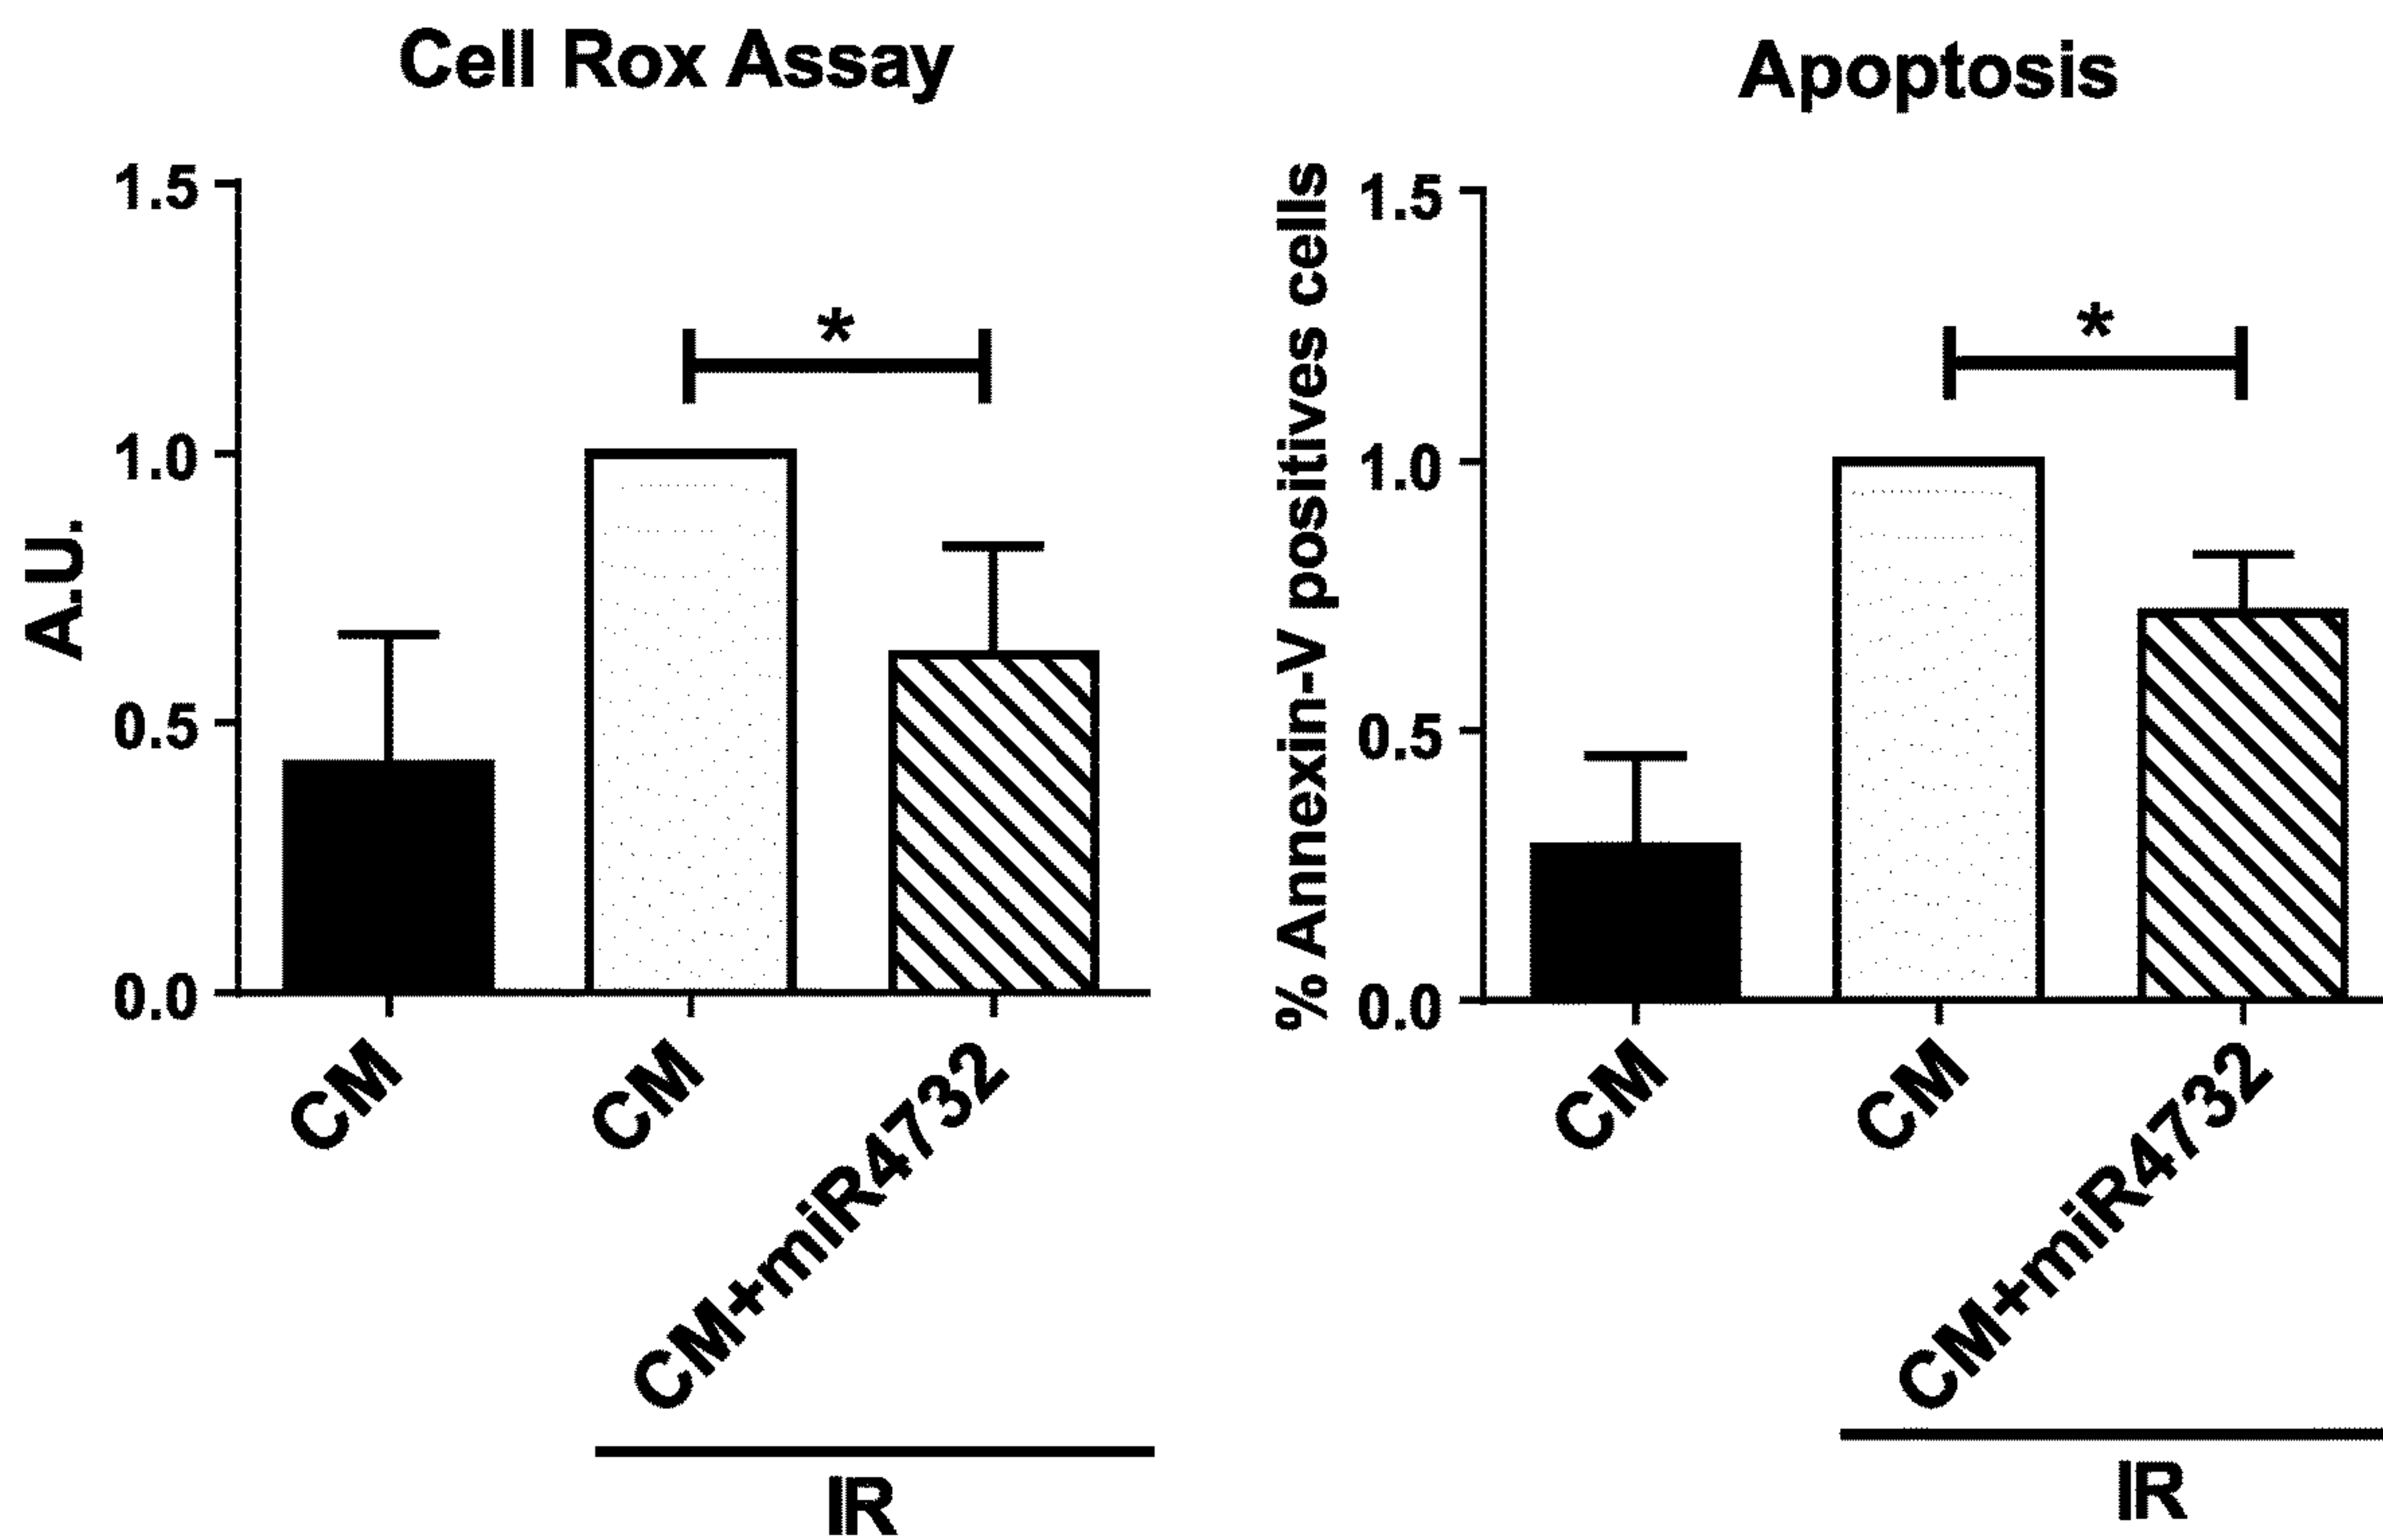 Cell Rox Assay
A.U.
1.5
1.0
0.5
0.0
*
CM
CM
CM+miR4732
IR
Apoptosis
% Annexin-V positives cells
1.5
1.0
0.5
0.0
*
CM
CM
CM+miR4732
IR